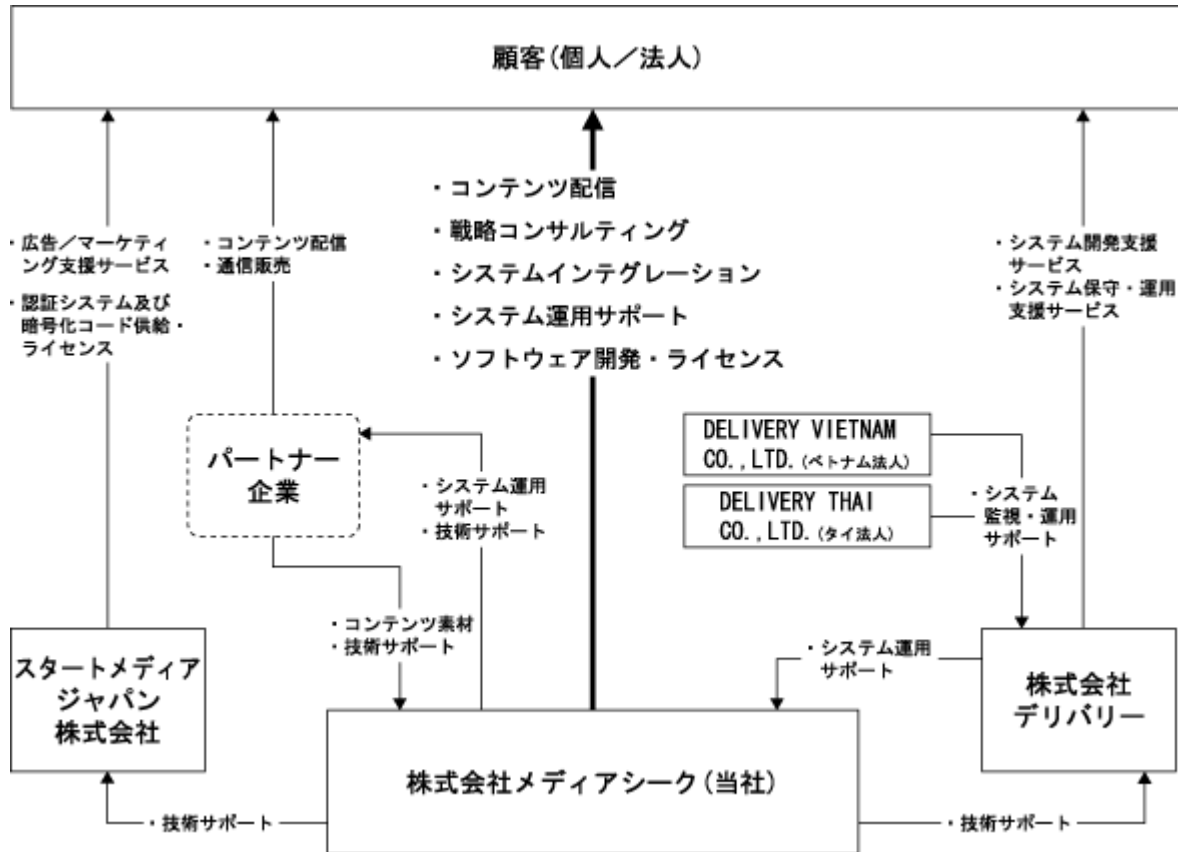 顧客(個人／法人)
・広告／マーケティ
ング支援サービス
・認証システム及び
暗号化コード供給・
ライセンス
・コンテンツ配信
・通信販売
・コンテンツ配信
・戦略コンサルティング
・システムインテグレーション
・システム運用サポート
・ソフトウェア開発・ライセンス
・システム開発支援
サービス
・システム保守・運用
支援サービス
パートナー
企業
・システム運用
サポート
・技術サポート
DELIVERY VIETNAM
CO.,LTD.(ベトナム法人)
DELIVERY THAI
CO.,LTD.(タイ法人)
・システム
監視・運用
サポート
・コンテンツ素材
・技術サポート
・システム運用
サポート
スタートメディア
ジャパン
株式会社
株式会社
デリバリー
株式会社メディアシーク(当社)
・技術サポート
・技術サポート